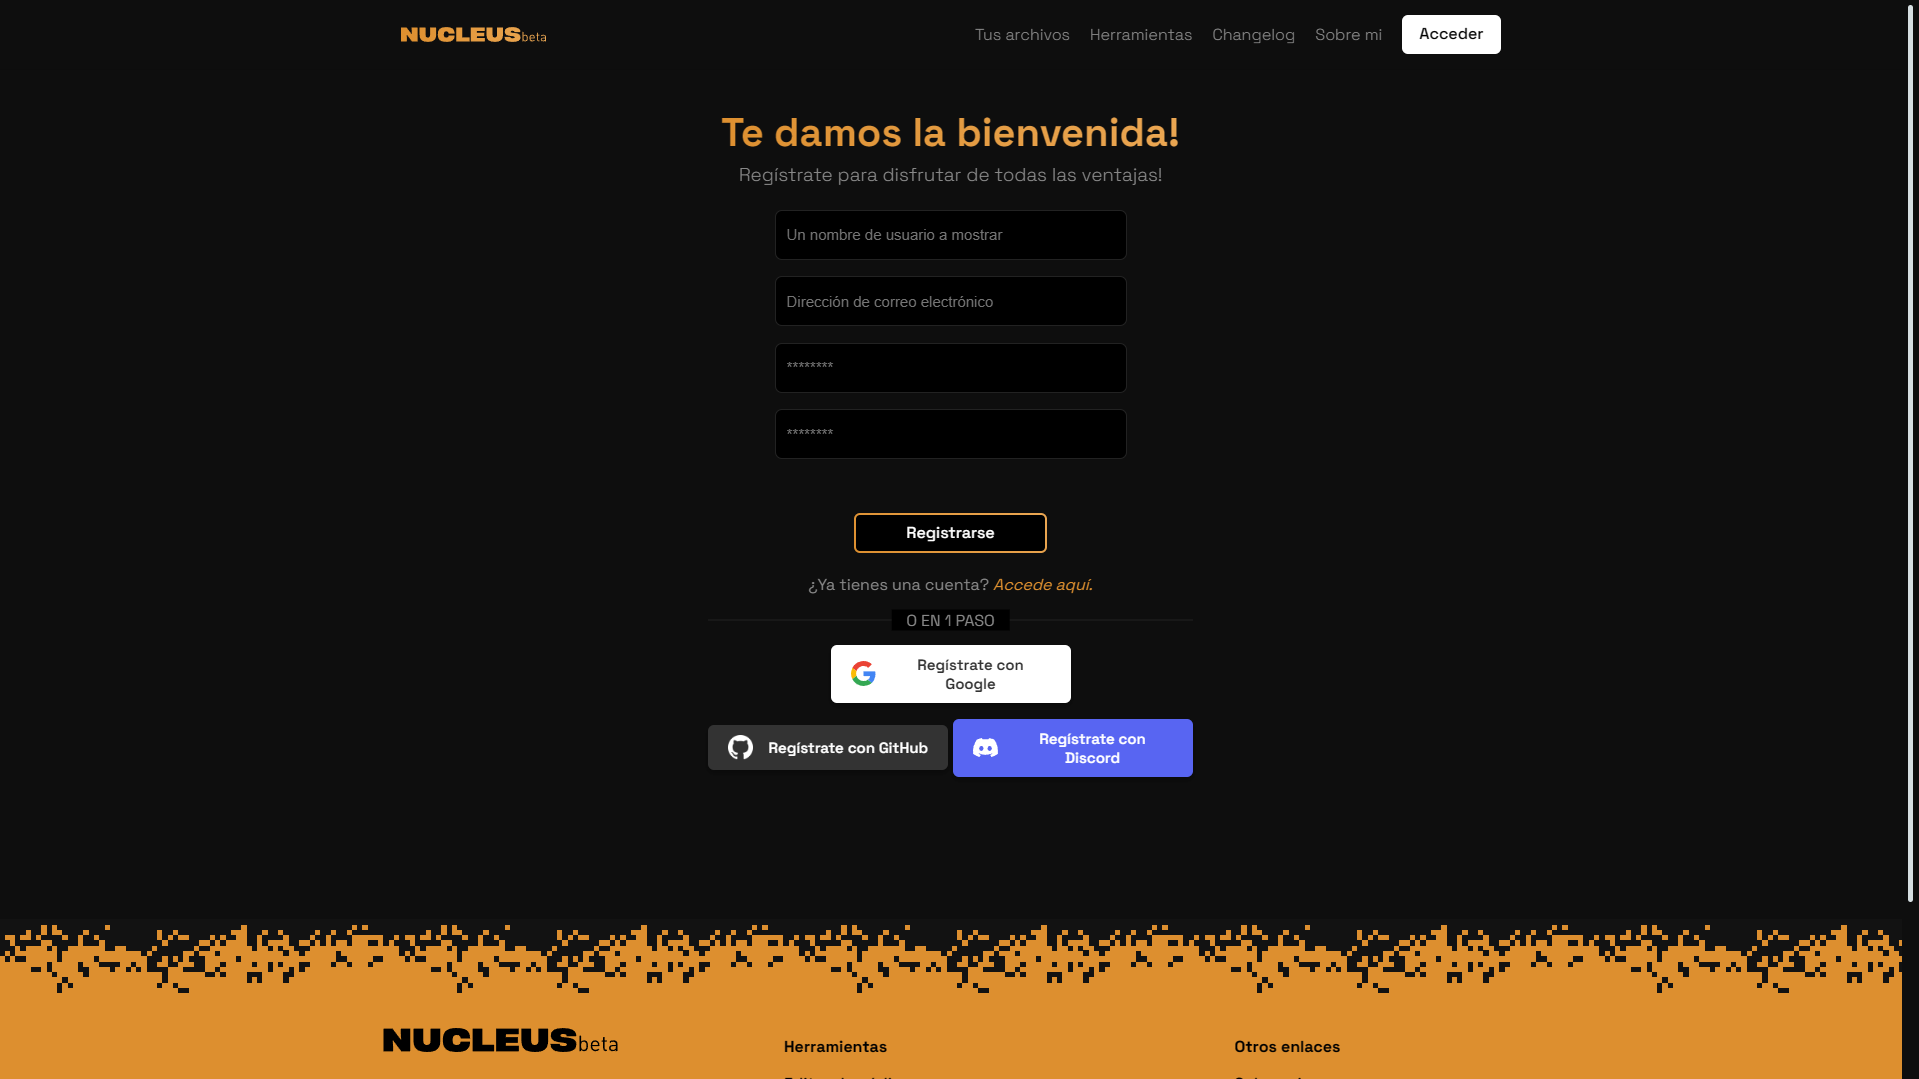 NUCLEUSbeta
Tus archivos
Herramientas
Changelog
Sobre mi
Acceder
Te damos la bienvenida!
Regístrate para disfrutar de todas las ventajas!
Un nombre de usuario a mostrar
Dirección de correo electrónico
********
********
Registrarse
¿Ya tienes una cuenta? Accede aquí.
O EN 1 PASO
Regístrate con
Google
Regístrate con GitHub
Regístrate con
Discord
NUCLEUSbeta
Herramientas
Otros enlaces